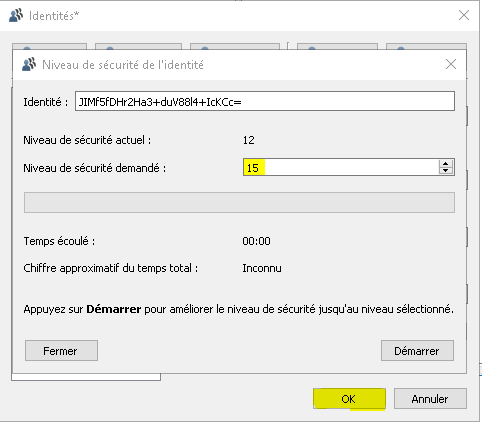 Identités*
Niveau de sécurité de l'identité
Identité : JIMf5fDHr2Ha3+duV88l4+IcKCc=
Niveau de sécurité actuel : 12
Niveau de sécurité demandé : 15
Temps écoulé : 00:00
Chiffre approximatif du temps total : Inconnu
Appuyez sur Démarrer pour améliorer le niveau de sécurité jusqu'au niveau sélectionné.
Fermer Démarrer
OK Annuler